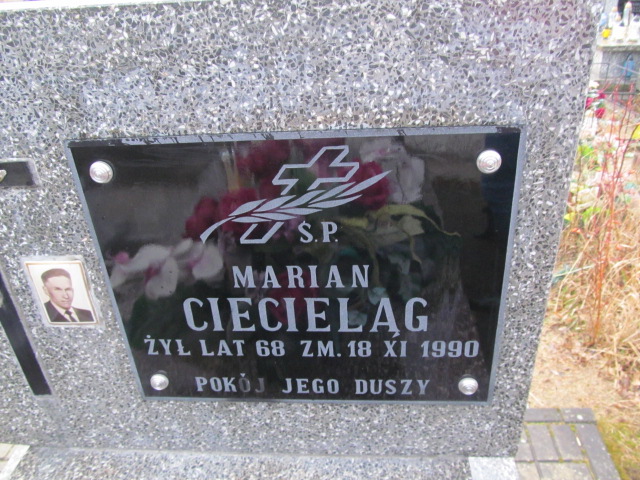 Ś.P.
MARIAN
CIECIELĄG
ŻYŁ LAT 68 ZM. 18 XI 1990
POKÓJ JEGO DUSZY